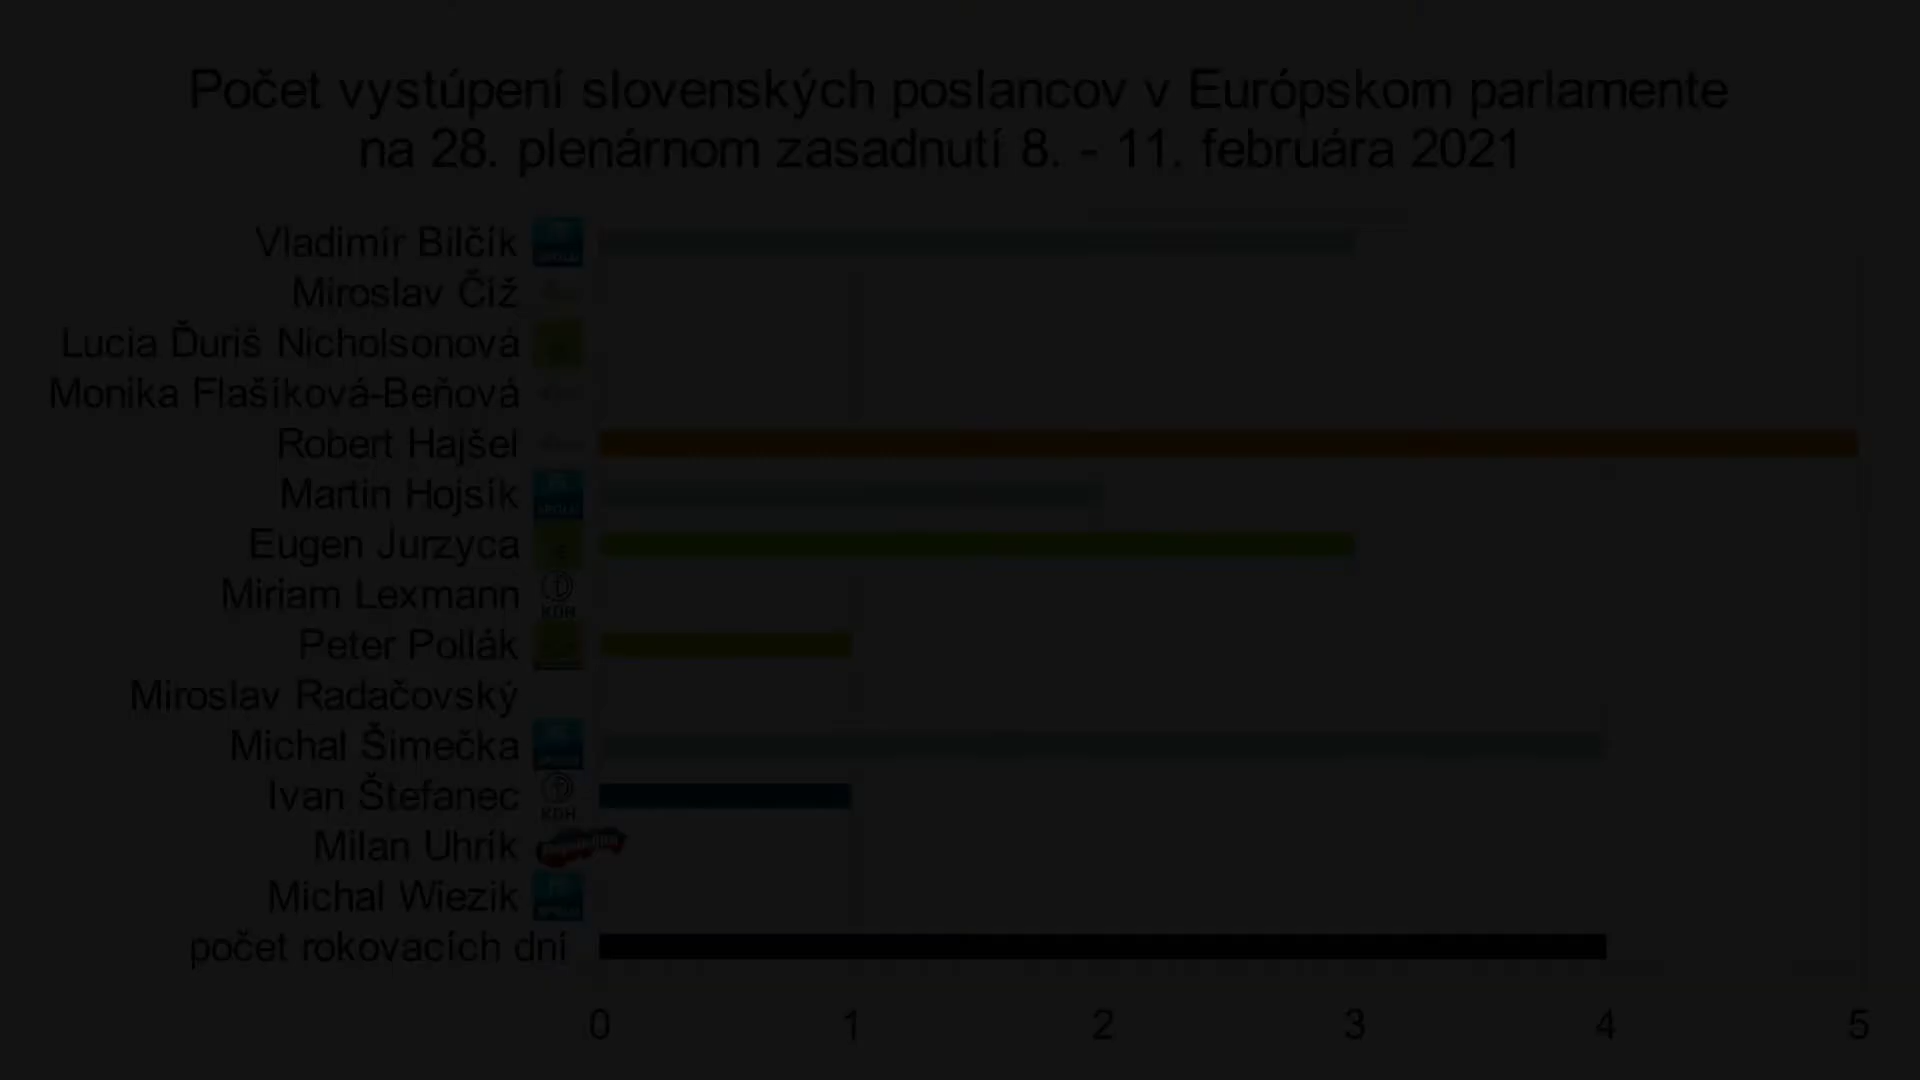 Počet vystúpení slovenských poslancov v Európskom parlamente
na 28. plenárnom zasadnutí 8. - 11. februára 2021
Vladimír Bilčík
Miroslav Číž
Lucia Ďuriš Nicholsonová
Monika Flašíková-Beňová
Robert Hajšel
Martin Hojsík
Eugen Jurzyca
Miriam Lexmann
KDH
Peter Pollák
Miroslav Radačovský
Michal Šimečka
Ivan Štefanec
KDH
Milan Uhrík
Michal Wiezik
počet rokovacích dní
0 1 2 3 4 5